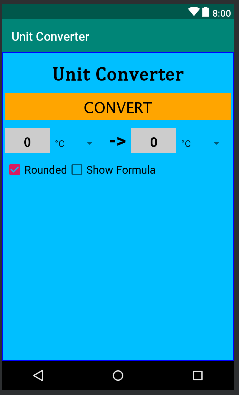 8:00
Unit Converter
Unit Converter
CONVERT
0 °C -> 0 °C
Rounded Show Formula